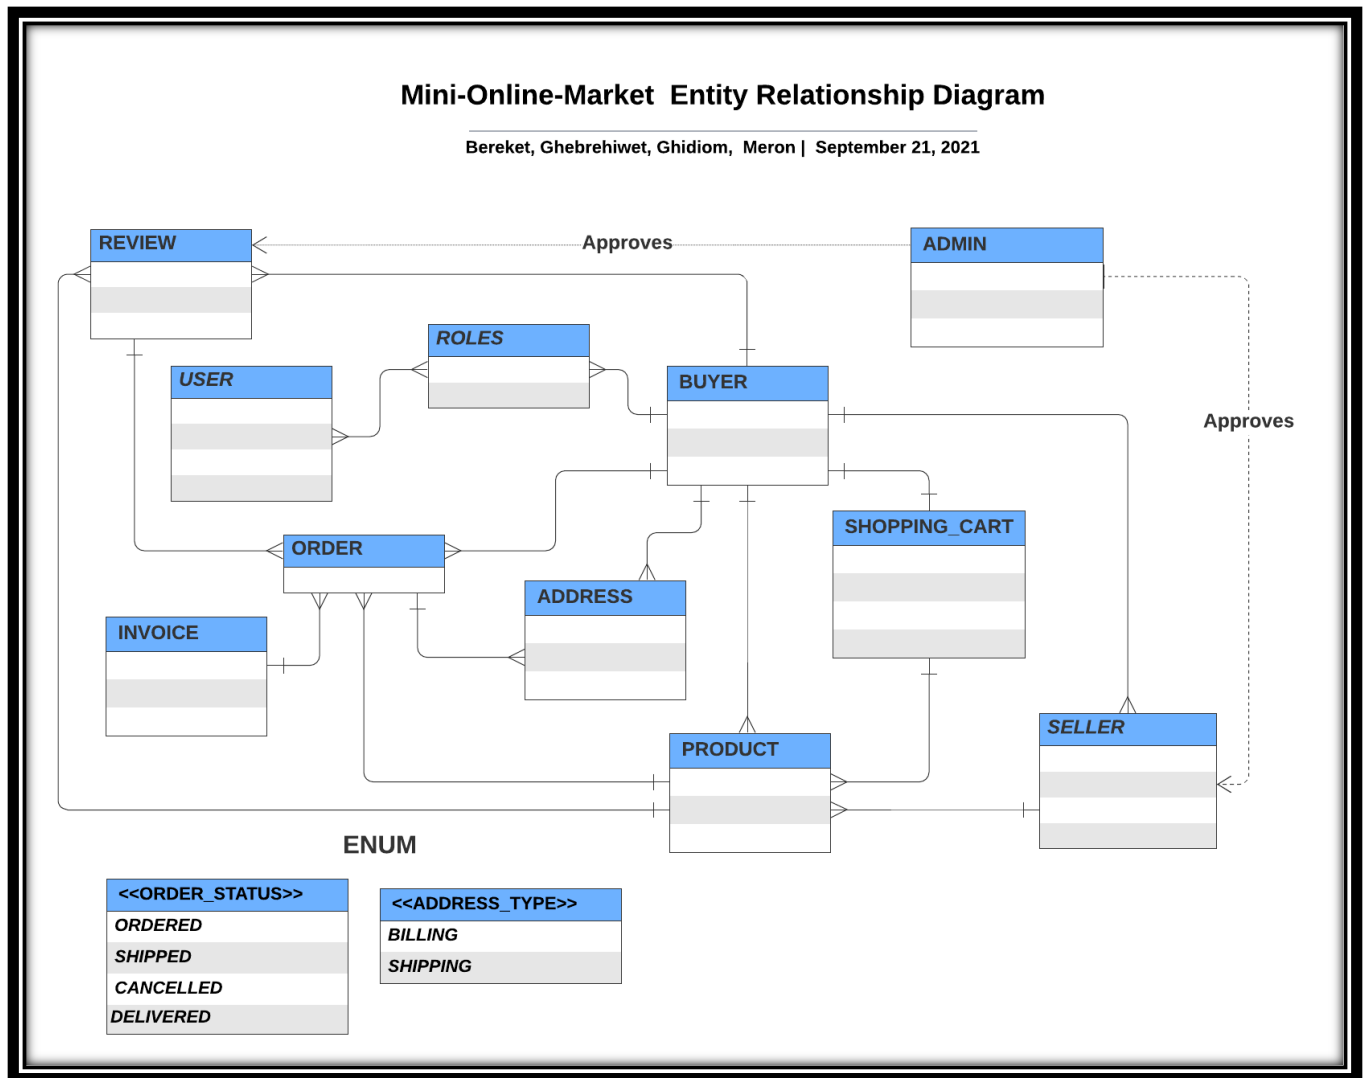 Mini-Online-Market Entity Relationship Diagram
Bereket, Ghebrehiwet, Ghidiom, Meron | September 21, 2021
REVIEW
Approves
ADMIN
ROLES
USER
BUYER
Approves
SHOPPING_CART
ORDER
ADDRESS
INVOICE
SELLER
PRODUCT
ENUM
<<ORDER_STATUS>>
ORDERED
SHIPPED
CANCELLED
DELIVERED
<<ADDRESS_TYPE>>
BILLING
SHIPPING